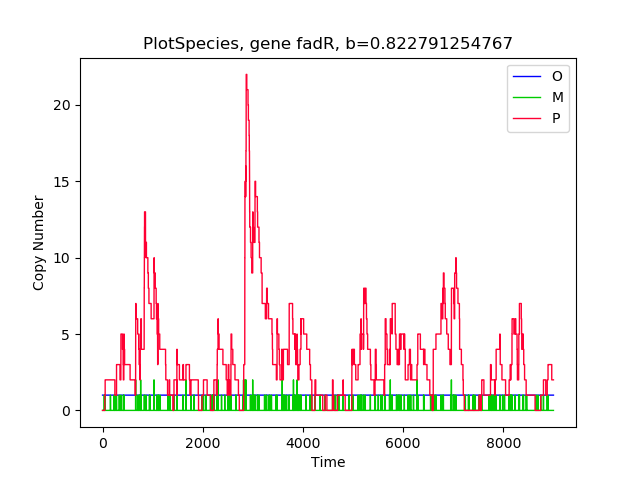 PlotSpecies, gene fadR, b=0.822791254767
O
M
P
Copy Number
20
15
10
5
0
0 2000 4000 6000 8000
Time